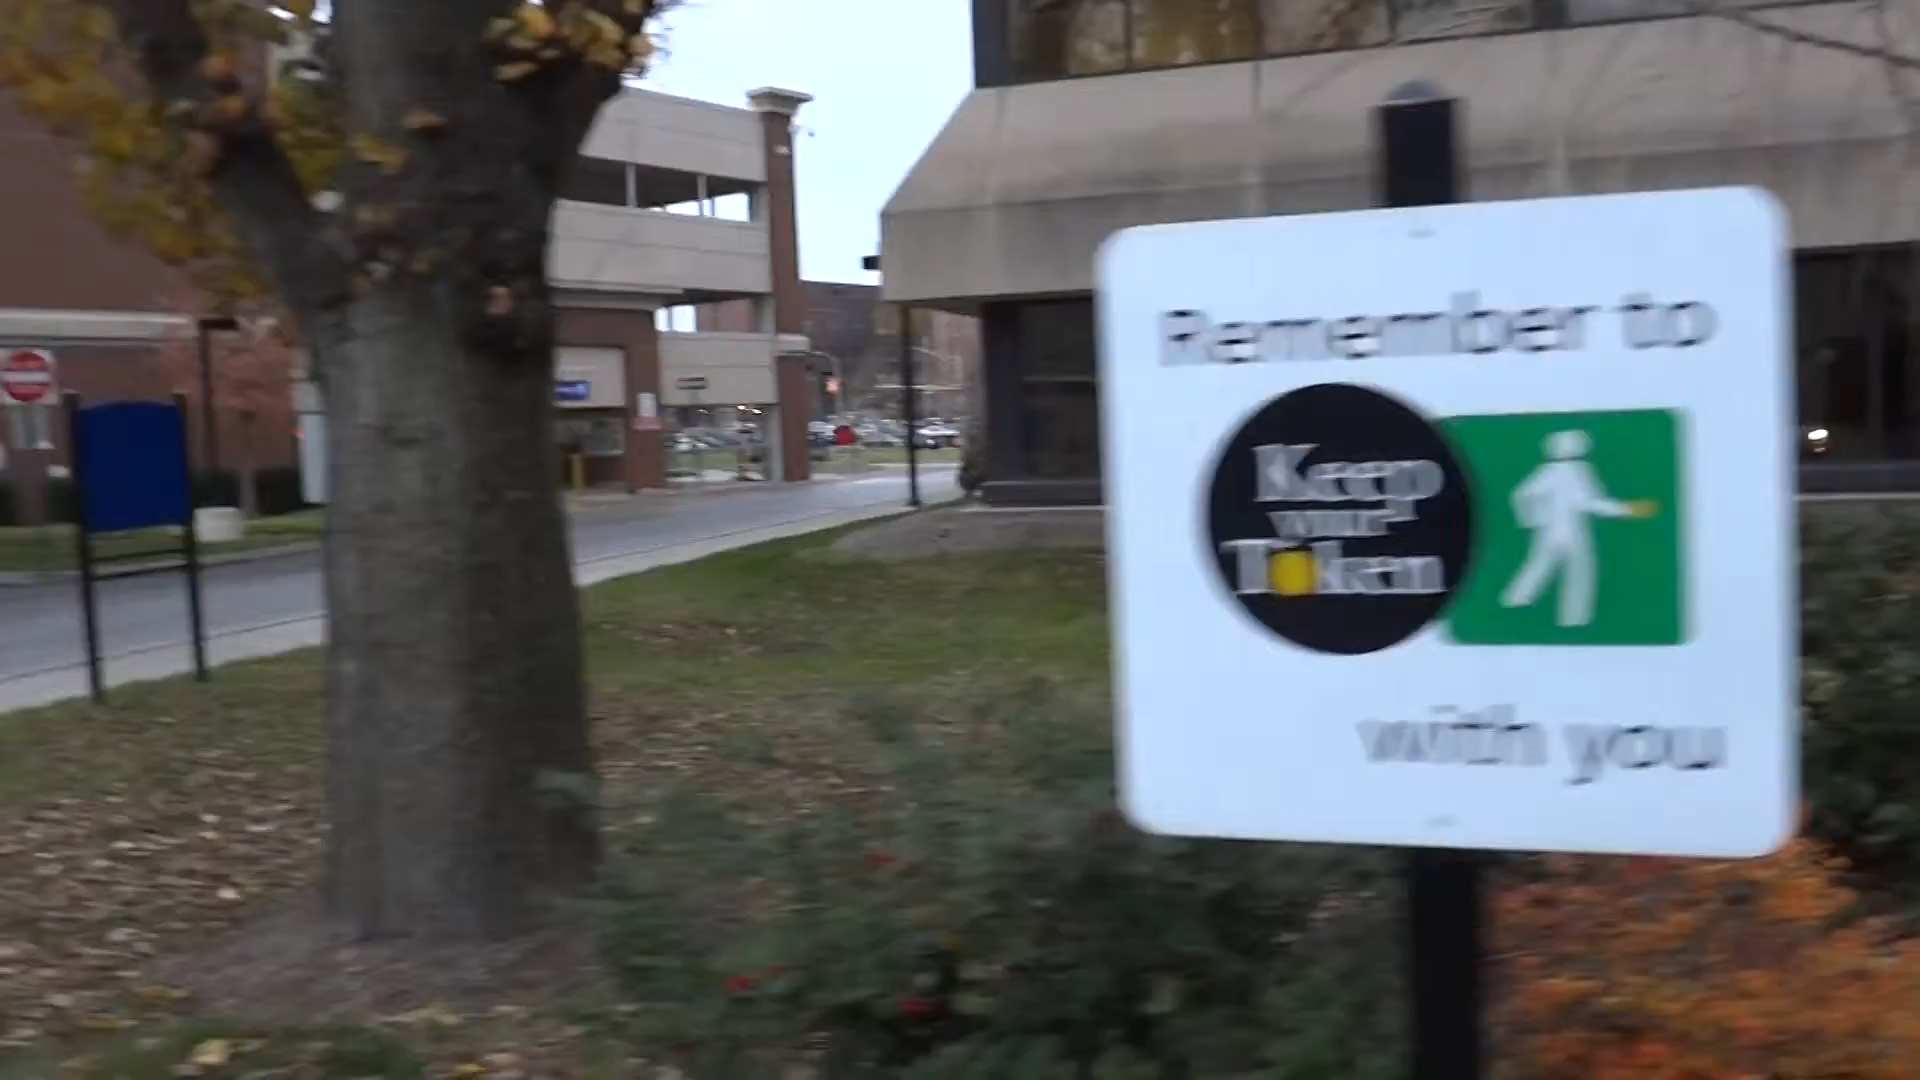 Remember to
Keep
your
Token
with you